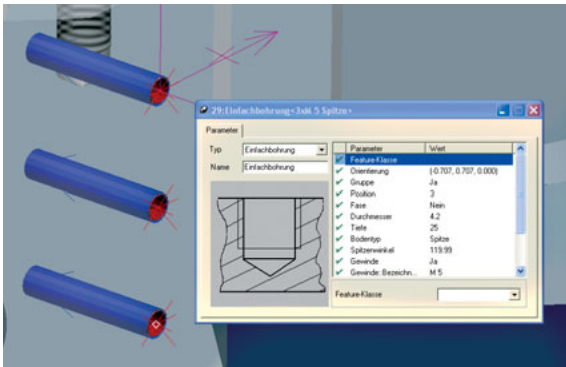 29:Einfachbohrung<3xM 5 Spitze>
Parameter
Typ Einfachbohrung
Name Einfachbohrung
Parameter Wert
Feature-Klasse
Orientierung (-0.707, 0.707, 0.000)
Gruppe Ja
Position 3
Fase Nein
Durchmesser 4.2
Tiefe 25
Bodentyp Spitze
Spitzenwinkel 119.99
Gewinde Ja
Gewinde: Bezeichn... M 5
Feature-Klasse